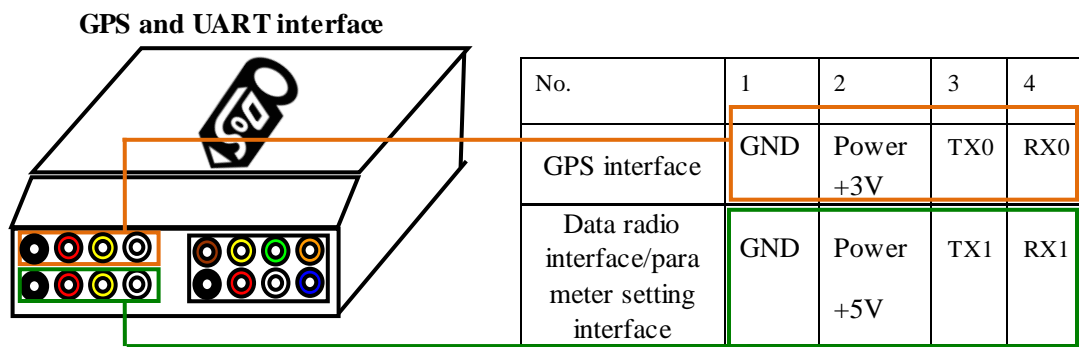 GPS and UART interface
No. 1 2 3 4
GPS interface GND Power TX0 RX0
+3V
Data radio
interface/para GND Power TX1 RX1
meter setting
interface +5V